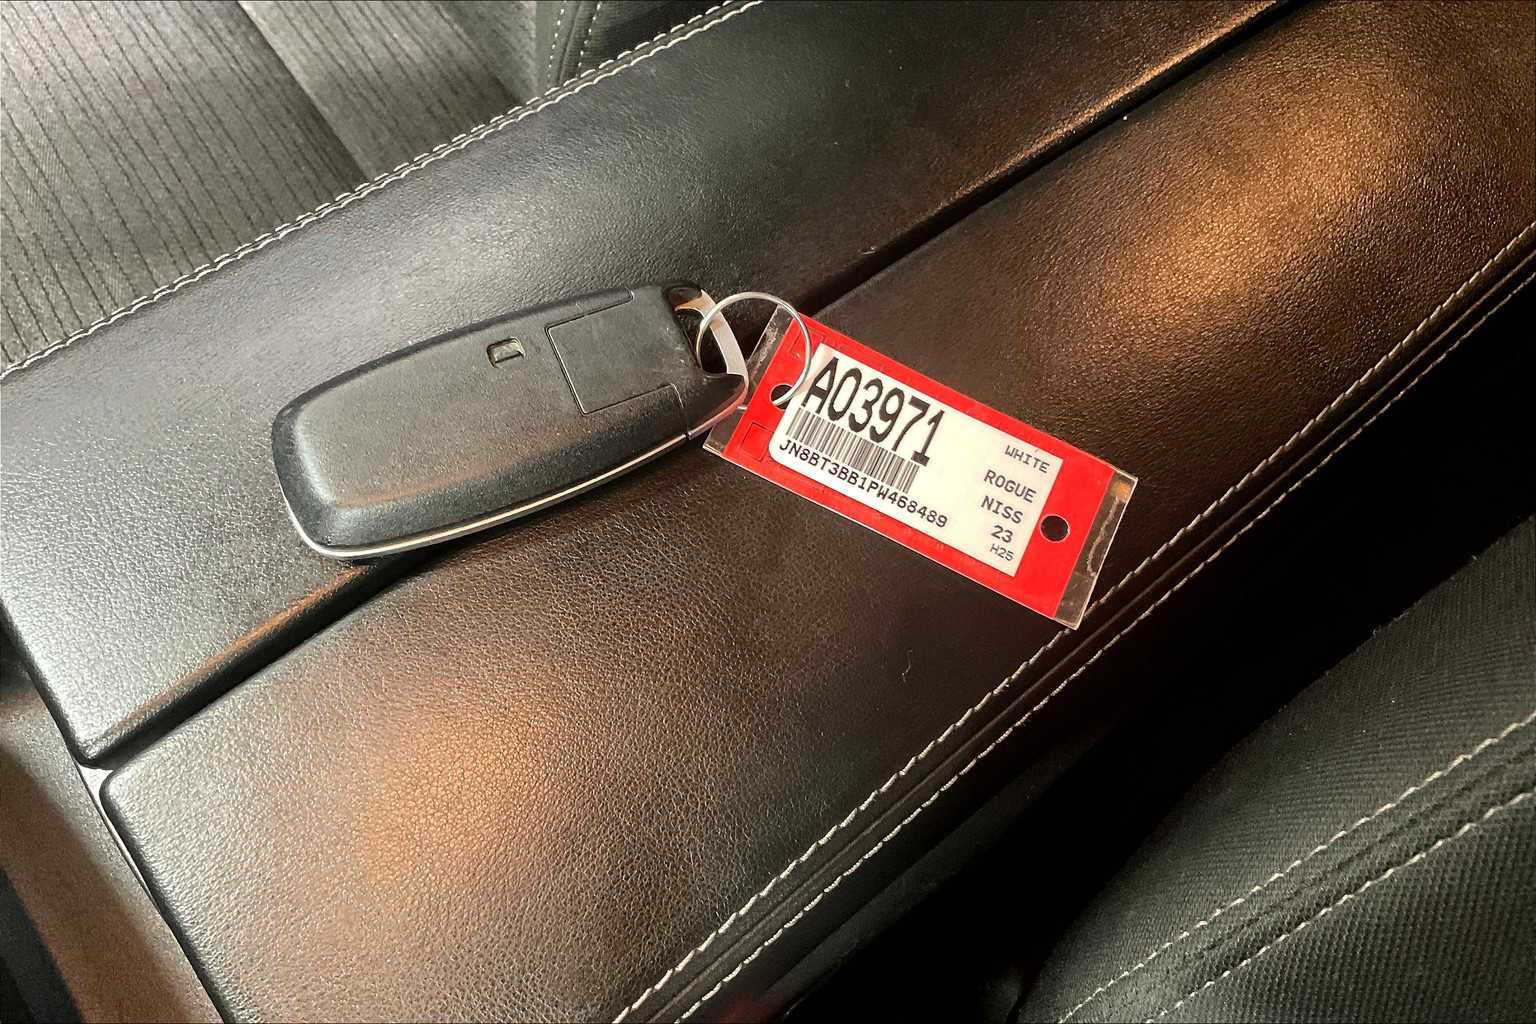 A03971
JN8BT3BB1PW468489
WHITE
ROGUE
NISS
23
H25